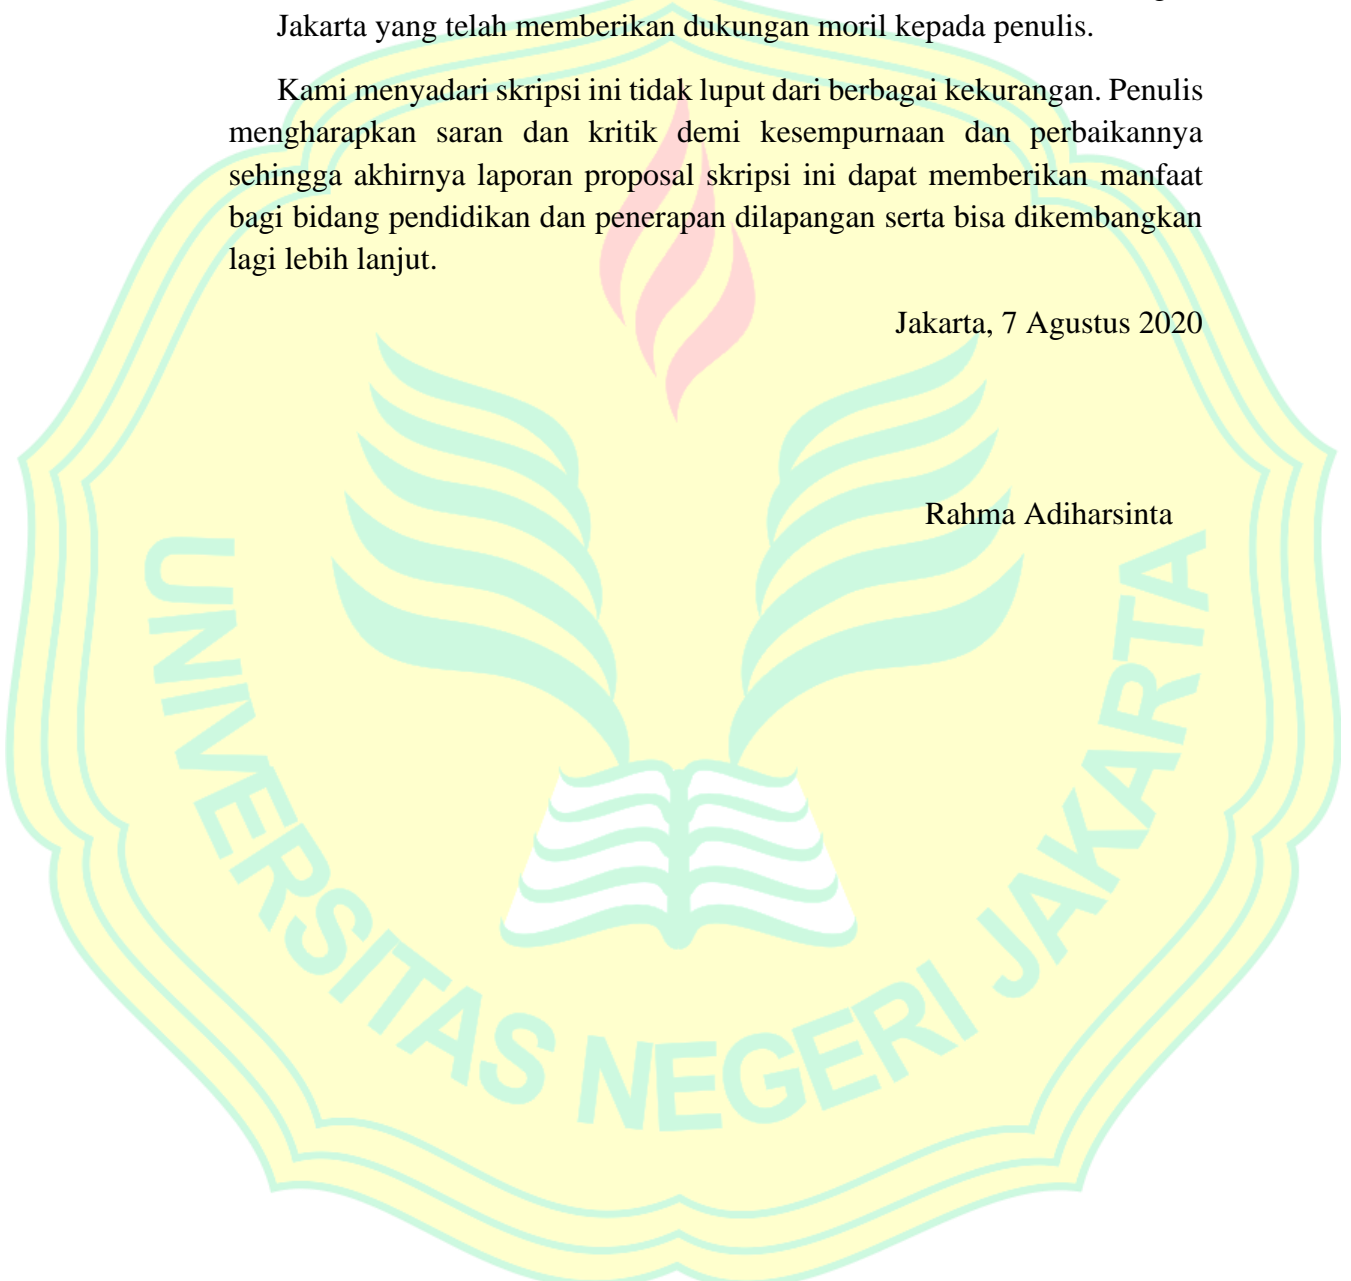 Jakarta yang telah memberikan dukungan moril kepada penulis.
Kami menyadari skripsi ini tidak luput dari berbagai kekurangan. Penulis
mengharapkan saran dan kritik demi kesempurnaan dan perbaikannya
sehingga akhirnya laporan proposal skripsi ini dapat memberikan manfaat
bagi bidang pendidikan dan penerapan dilapangan serta bisa dikembangkan
lagi lebih lanjut.
Jakarta, 7 Agustus 2020
Rahma Adiharsinta
UNIVERSITAS NEGERI JAKARTA